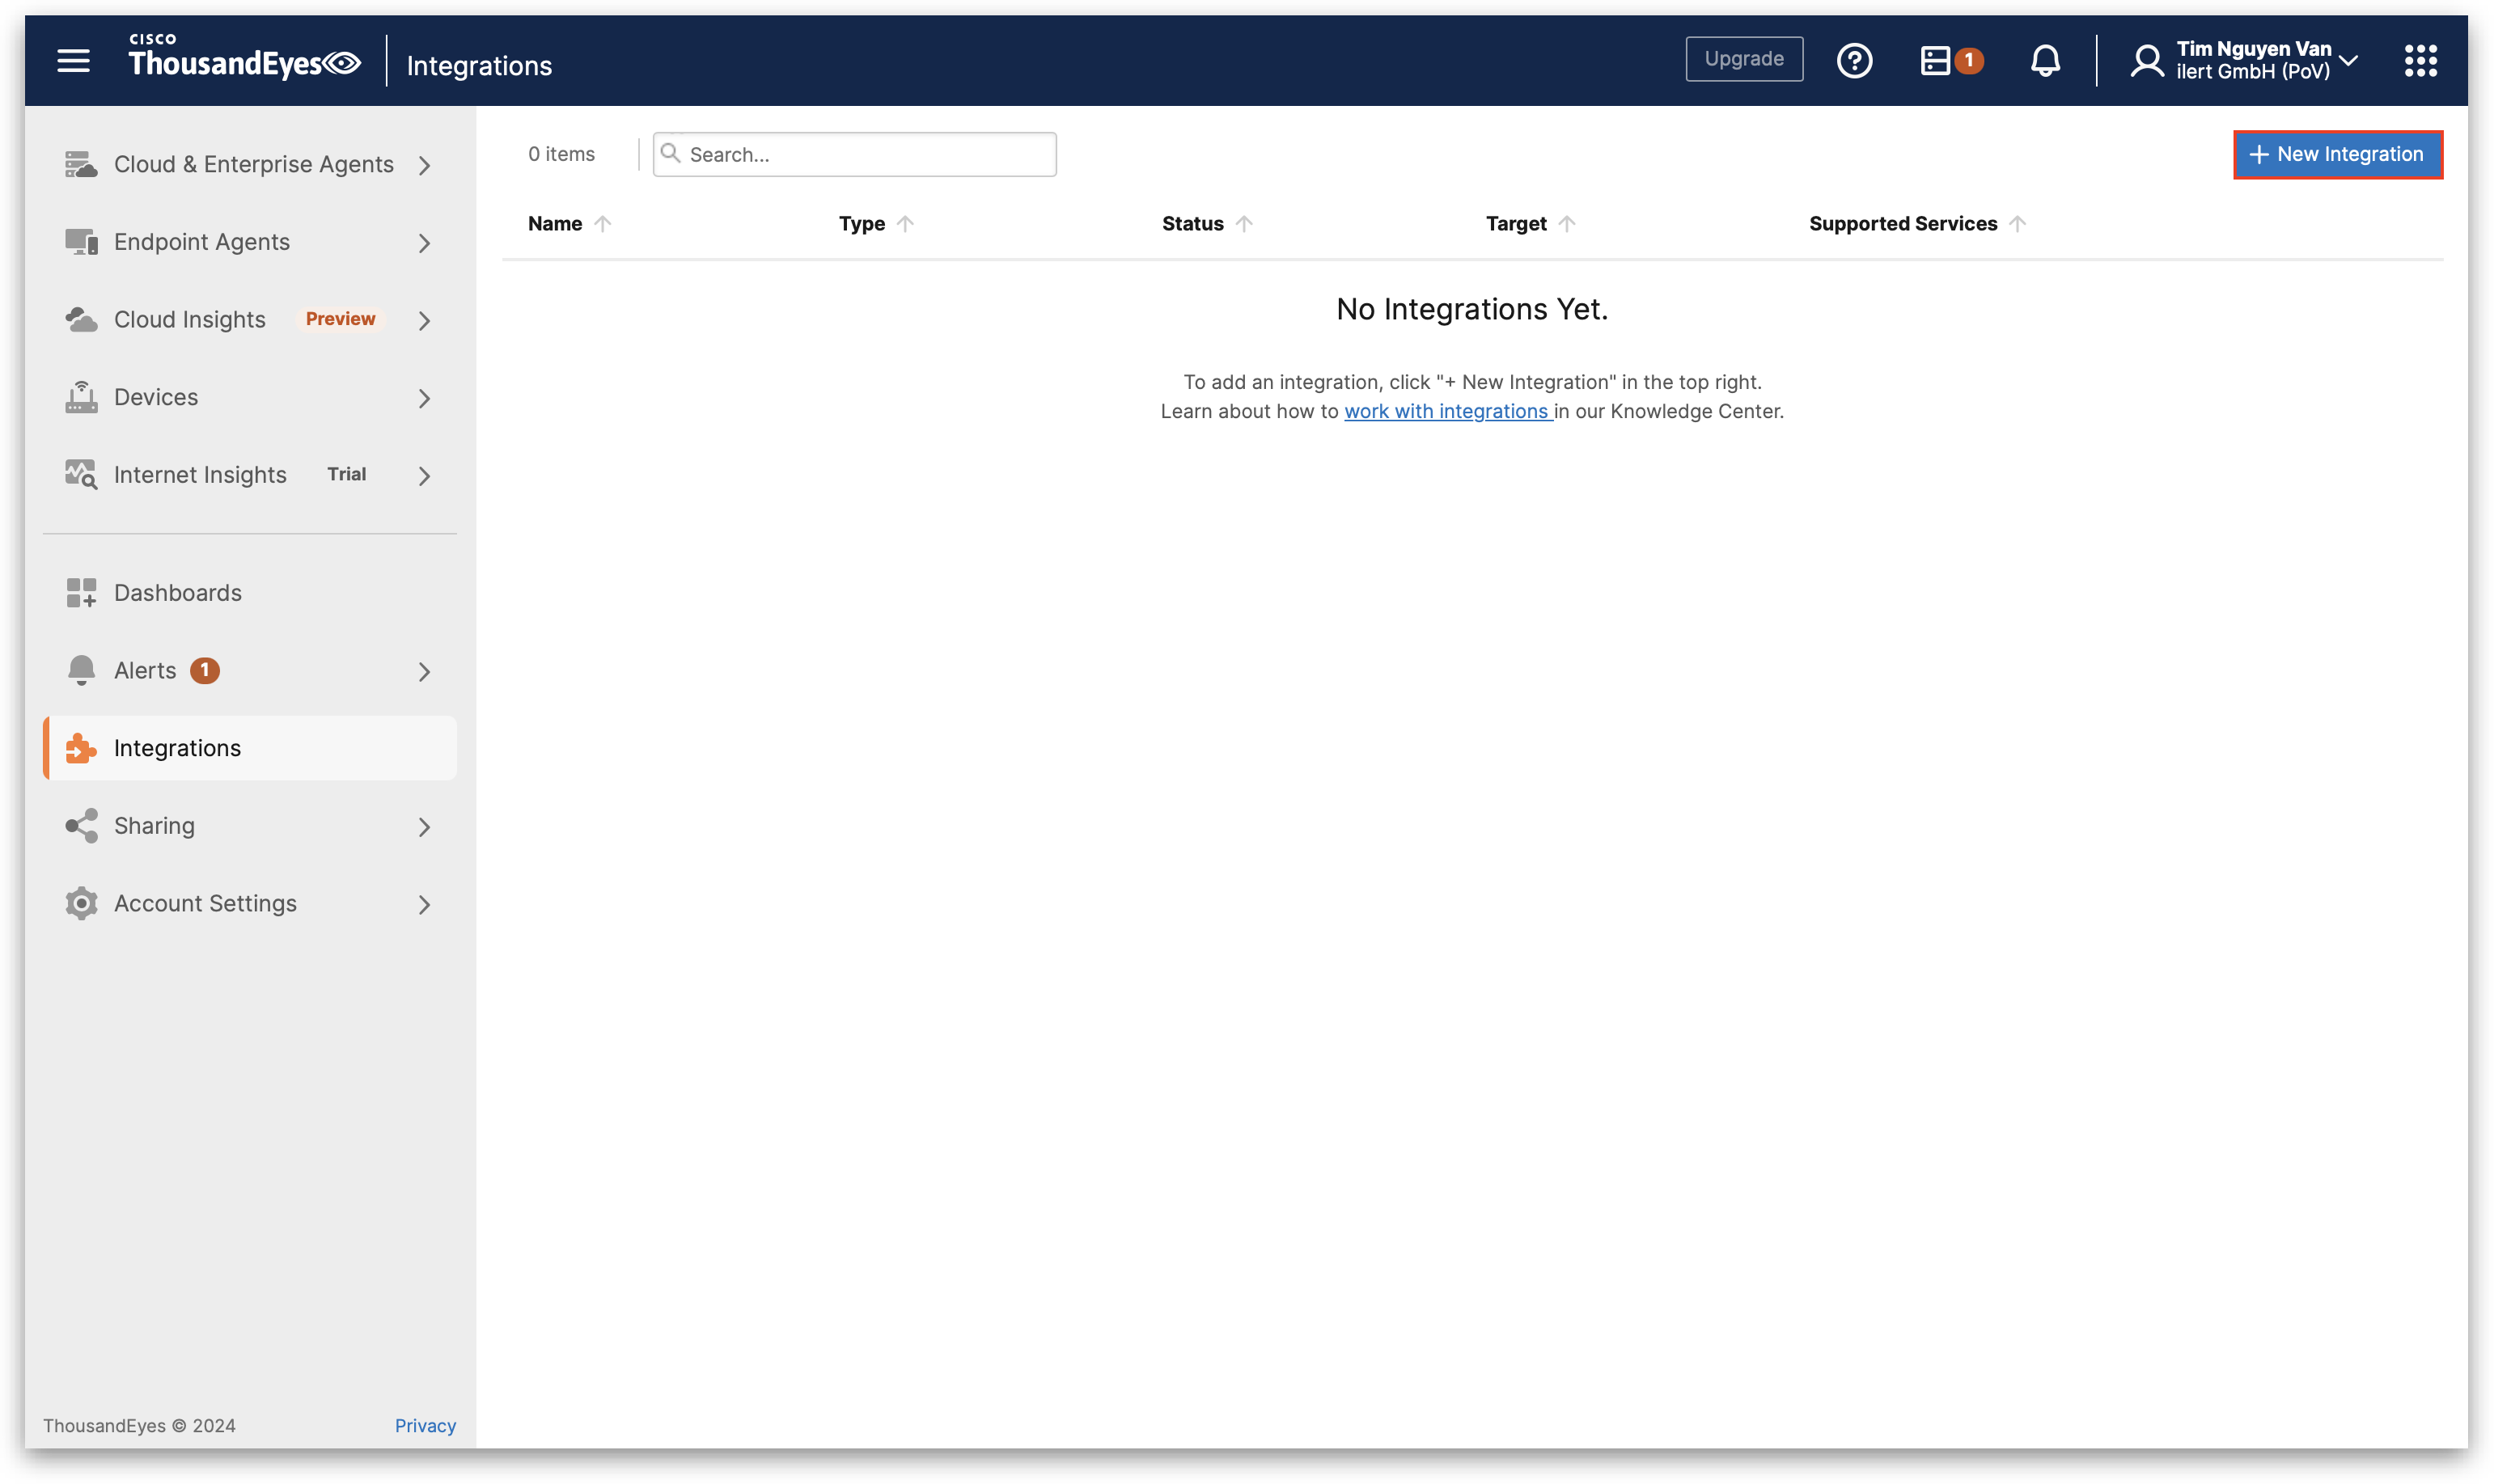 CISCO
ThousandEyes
Integrations
Upgrade
1
Tim Nguyen Van
ilert GmbH (PoV)
Cloud & Enterprise Agents
Endpoint Agents
Cloud Insights Preview
Devices
Internet Insights Trial
Dashboards
Alerts 1
Integrations
Sharing
Account Settings
ThousandEyes © 2024 Privacy
0 items
Search...
+ New Integration
Name Type Status Target Supported Services
No Integrations Yet.
To add an integration, click "+ New Integration" in the top right.
Learn about how to work with integrations in our Knowledge Center.